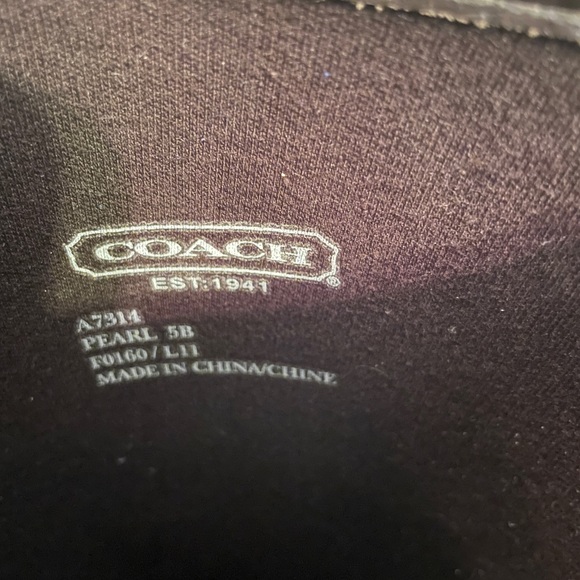 COACH
EST:1941 ®
A7314
PEARL 5B
F0160/L11
MADE IN CHINA/CHINE